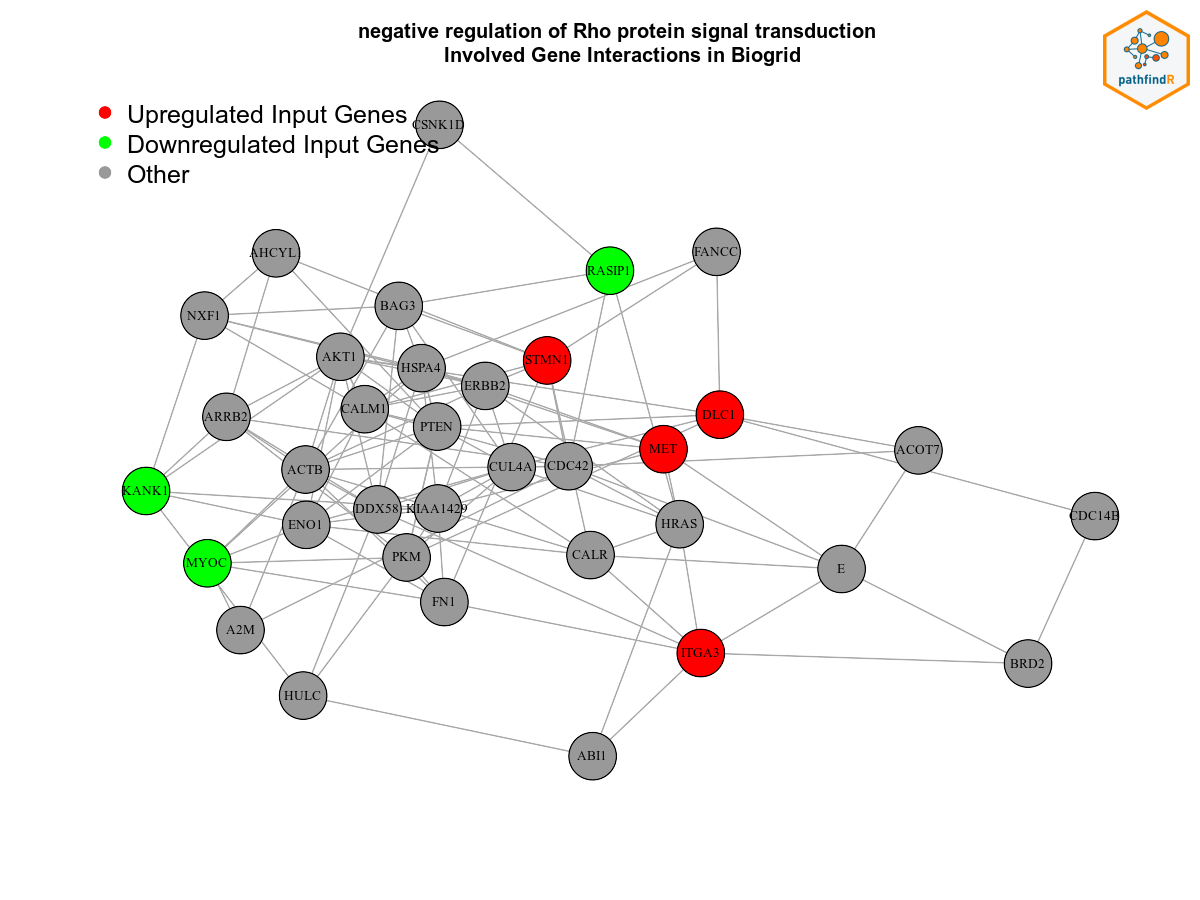 negative regulation of Rho protein signal transduction
Involved Gene Interactions in Biogrid
pathfindR
Upregulated Input Genes
Downregulated Input Genes
Other
CSNK1D
AHCYL
RASIP1
FANCC
NXF1
BAG3
AKT1
HSPA4
STMN1
ERBB2
ARRB2
CALM1
PTEN
DLC1
MET
ACOT7
ACTB
CUL4A
CDC42
KANK1
DDX58
KIAA1429
ENO1
HRAS
CDC14B
MYOC
PKM
CALR
E
FN1
A2M
ITGA3
BRD2
HULC
ABI1